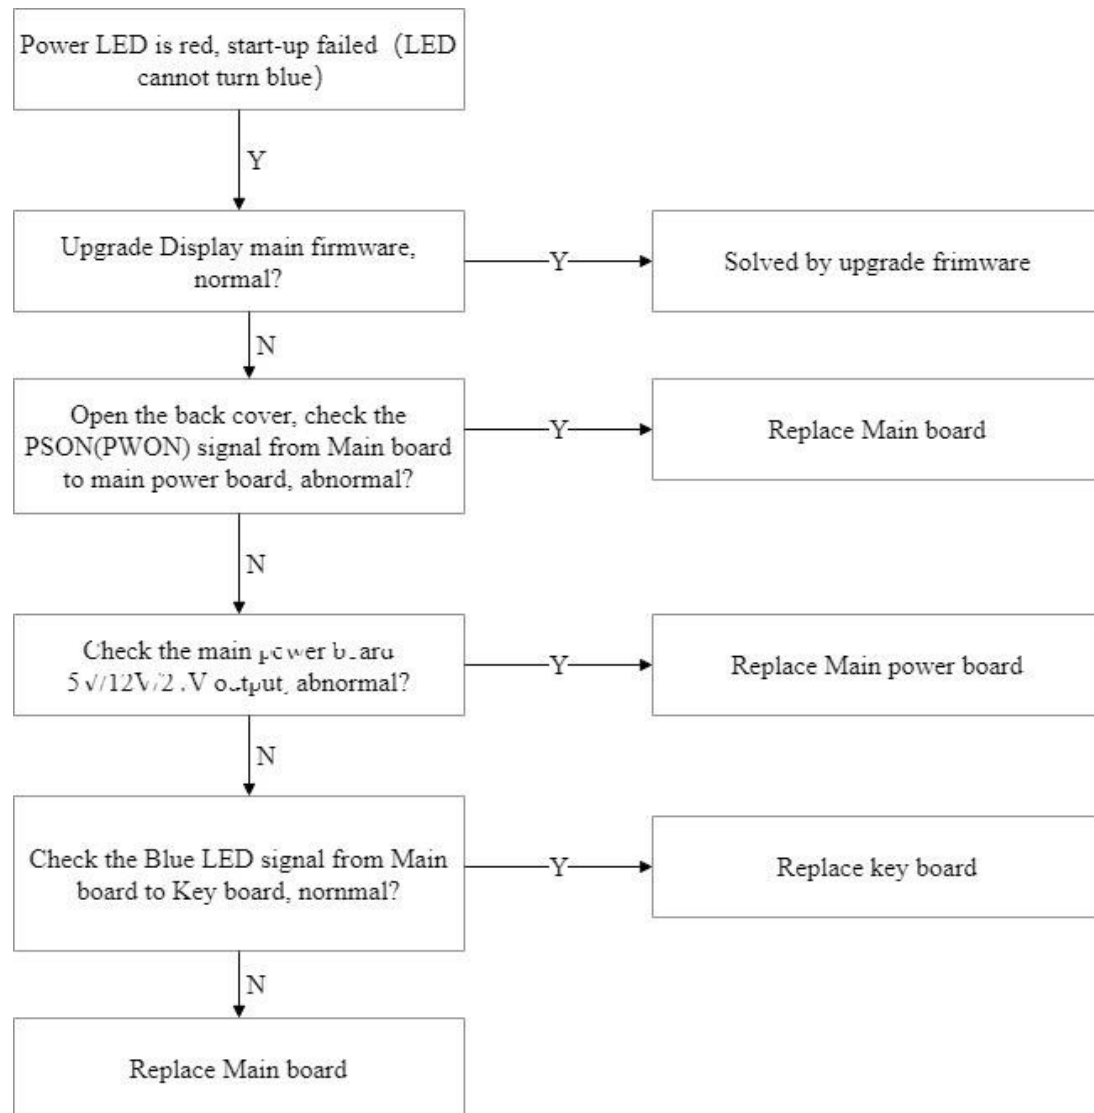 Power LED is red, start-up failed (LED
cannot turn blue)
Y
Upgrade Display main firmware,
normal?
Y
Solved by upgrade frimware
N
Open the back cover, check the
PSON(PWON) signal from Main board
to main power board, abnormal?
Y
Replace Main board
N
Check the main power board
abnormal?
Y
Replace Main power board
N
Check the Blue LED signal from Main
board to Key board, nornmal?
Y
Replace key board
N
Replace Main board